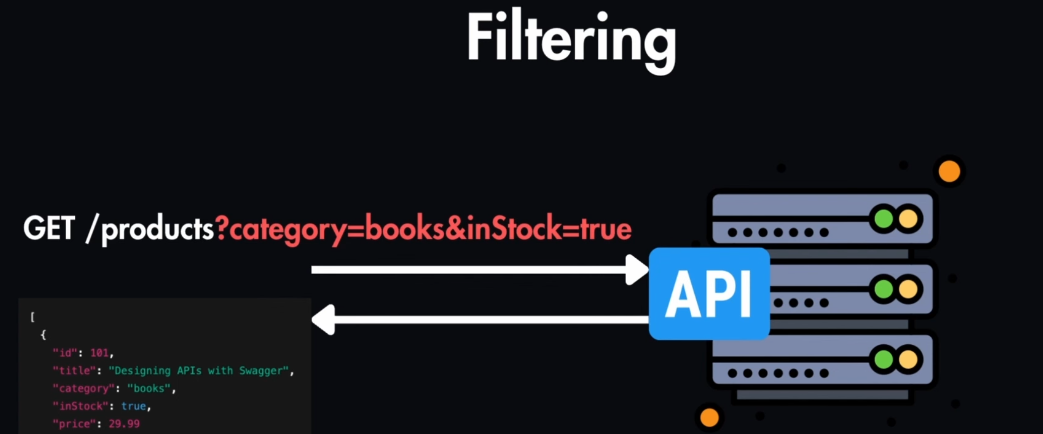 Filtering
GET /products?category=books&inStock=true
API
[
{
"id": 101,
"title": "Designing APIs with Swagger",
"category": "books",
"inStock": true,
"price": 29.99